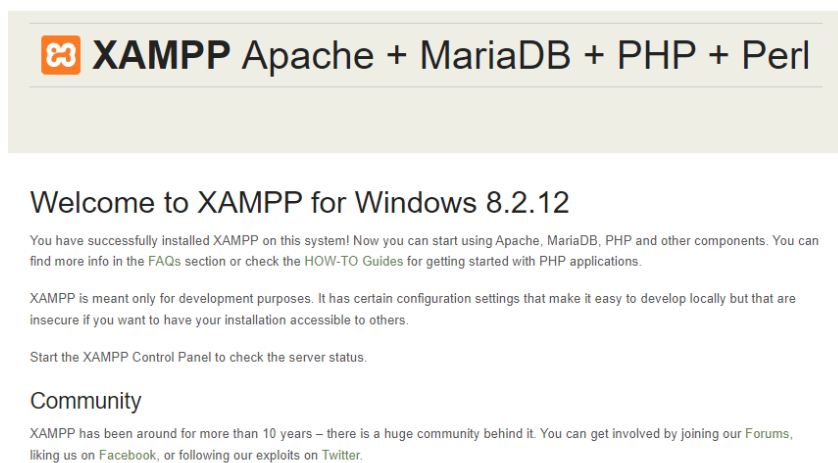 XAMPP Apache + MariaDB + PHP + Perl
Welcome to XAMPP for Windows 8.2.12
You have successfully installed XAMPP on this system! Now you can start using Apache, MariaDB, PHP and other components. You can
find more info in the FAQs section or check the HOW-TO Guides for getting started with PHP applications.
XAMPP is meant only for development purposes. It has certain configuration settings that make it easy to develop locally but that are
insecure if you want to have your installation accessible to others.
Start the XAMPP Control Panel to check the server status.
Community
XAMPP has been around for more than 10 years – there is a huge community behind it. You can get involved by joining our Forums,
liking us on Facebook, or following our exploits on Twitter.